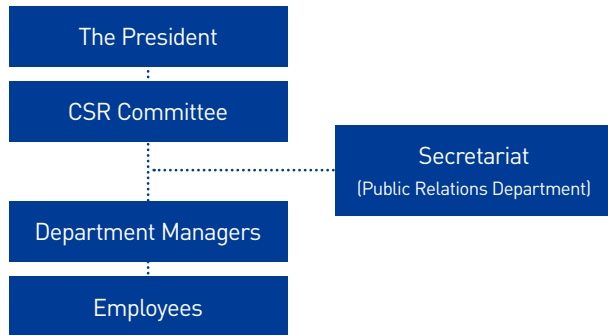 The President
CSR Committee
Secretariat
(Public Relations Department)
Department Managers
Employees